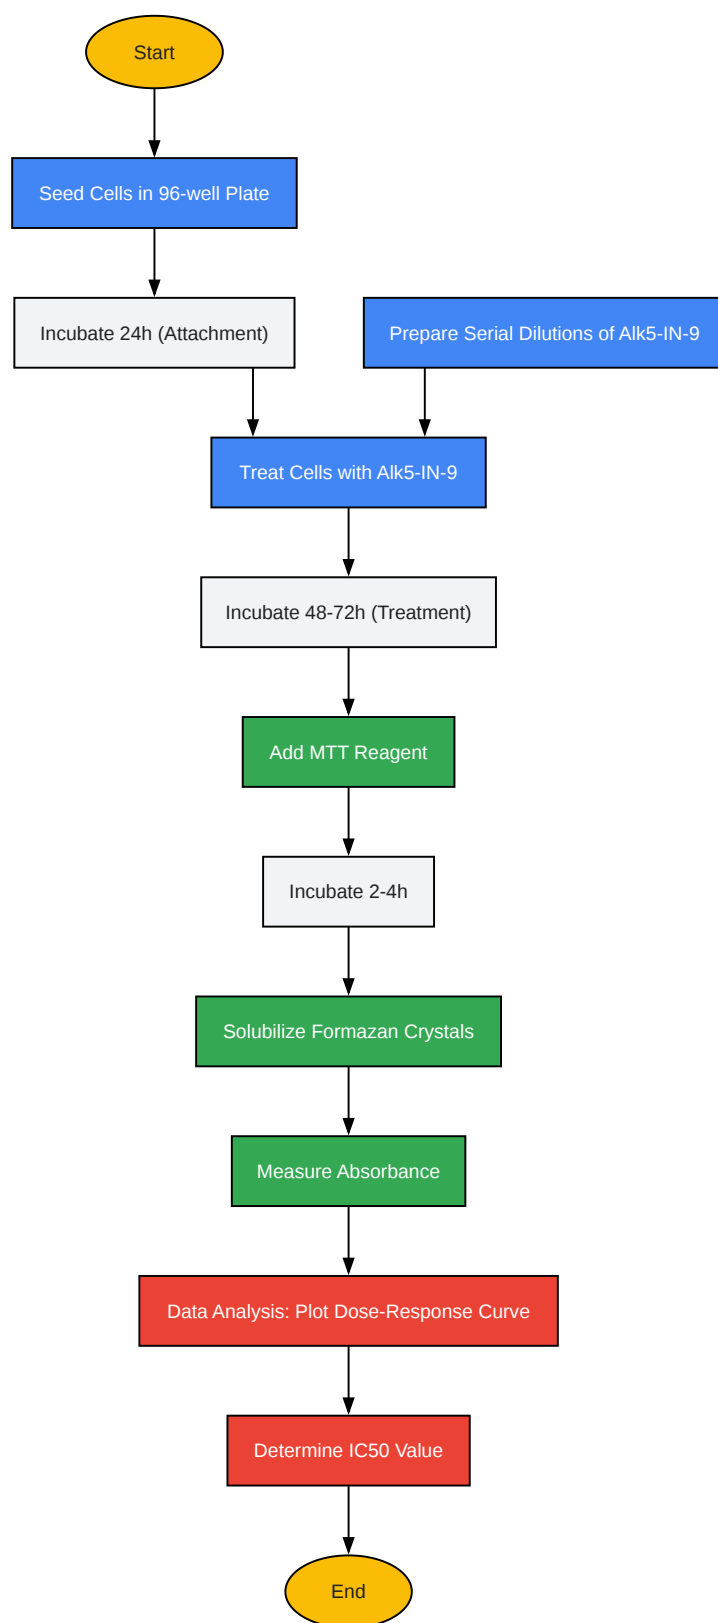 Start
Seed Cells in 96-well Plate
Incubate 24h (Attachment)
Prepare Serial Dilutions of Alk5-IN-9
Treat Cells with Alk5-IN-9
Incubate 48-72h (Treatment)
Add MTT Reagent
Incubate 2-4h
Solubilize Formazan Crystals
Measure Absorbance
Data Analysis: Plot Dose-Response Curve
Determine IC50 Value
End